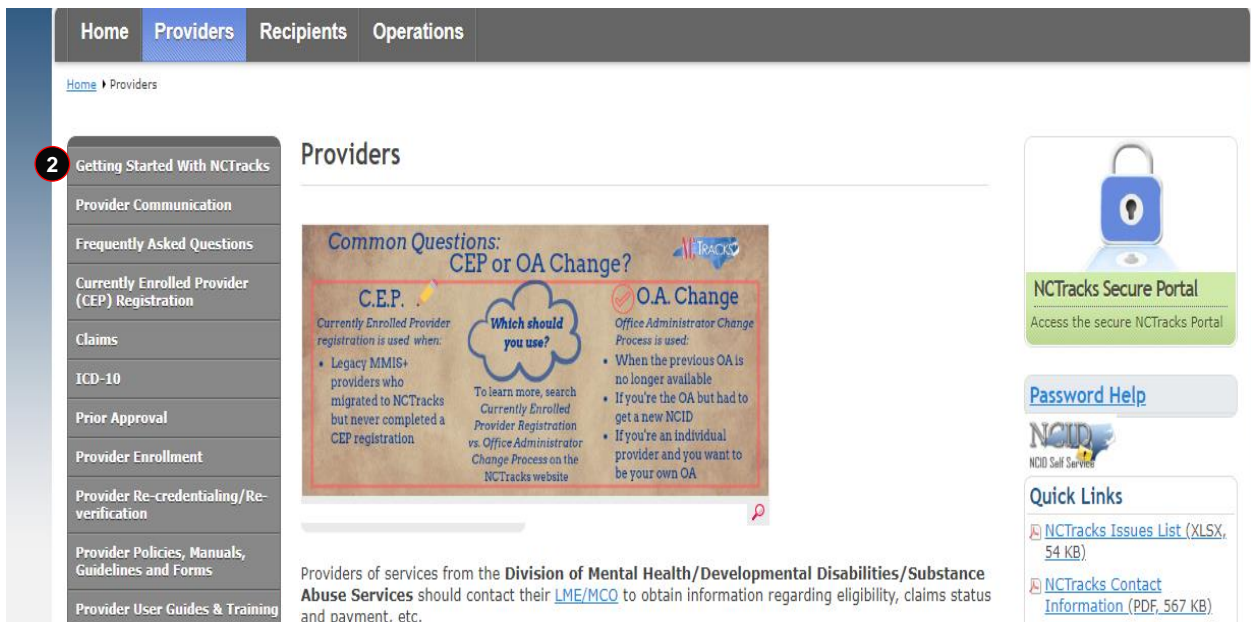 Home Providers Recipients Operations
Home Providers
2
Getting Started With NCTracks
Provider Communication
Frequently Asked Questions
Currently Enrolled Provider
(CEP) Registration
Claims
ICD-10
Prior Approval
Provider Enrollment
Provider Re-credentialing/Re-
verification
Provider Policies, Manuals,
Guidelines and Forms
Provider User Guides & Training
Providers
Common Questions:
CEP or OA Change?
NCTRACKS
C.E.P.
Currently Enrolled Provider
registration is used when:
• Legacy MMIS+
providers who
migrated to NCTracks
but never completed a
CEP registration
Which should
you use?
To learn more, search
Currently Enrolled
Provider Registration
vs. Office Administrator
Change Process on the
NCTracks website
O.A. Change
Office Administrator Change
Process is used:
• When the previous OA is
no longer available
• If you're the OA but had to
get a new NCID
• If you're an individual
provider and you want to
be your own OA
Providers of services from the Division of Mental Health/Developmental Disabilities/Substance
Abuse Services should contact their LME/MCO to obtain information regarding eligibility, claims status
and payment, etc.
NCTracks Secure Portal
Access the secure NCTracks Portal
Password Help
NCID
NCID Self Service
Quick Links
NCTracks Issues List (XLSX,
54 KB)
NCTracks Contact
Information (PDF, 567 KB)